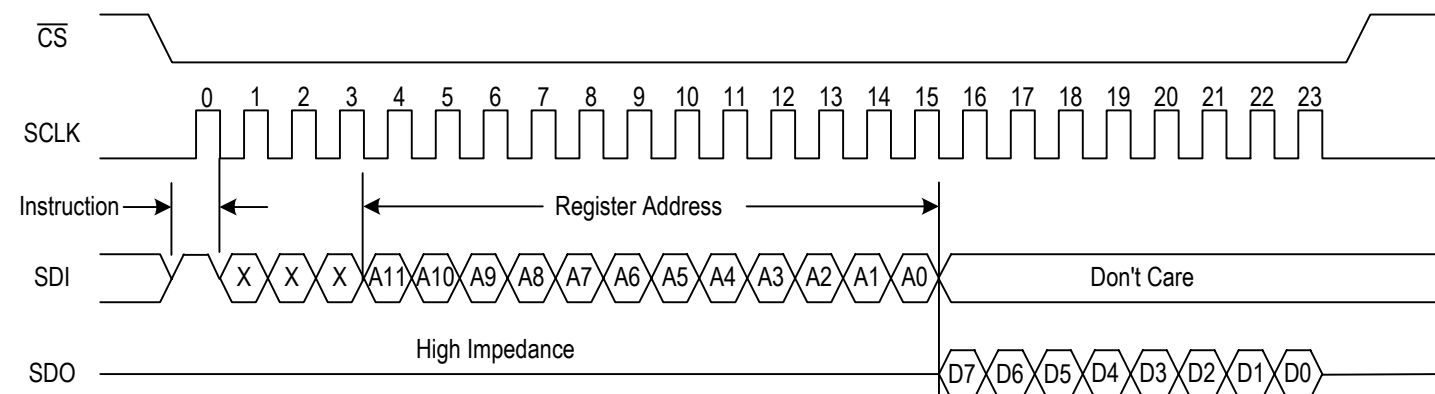 CS
0 1 2 3 4 5 6 7 8 9 10 11 12 13 14 15 16 17 18 19 20 21 22 23
SCLK
Instruction Register Address
SDI X X X A11 A10 A9 A8 A7 A6 A5 A4 A3 A2 A1 A0 Don't Care
High Impedance
SDO D7 D6 D5 D4 D3 D2 D1 D0